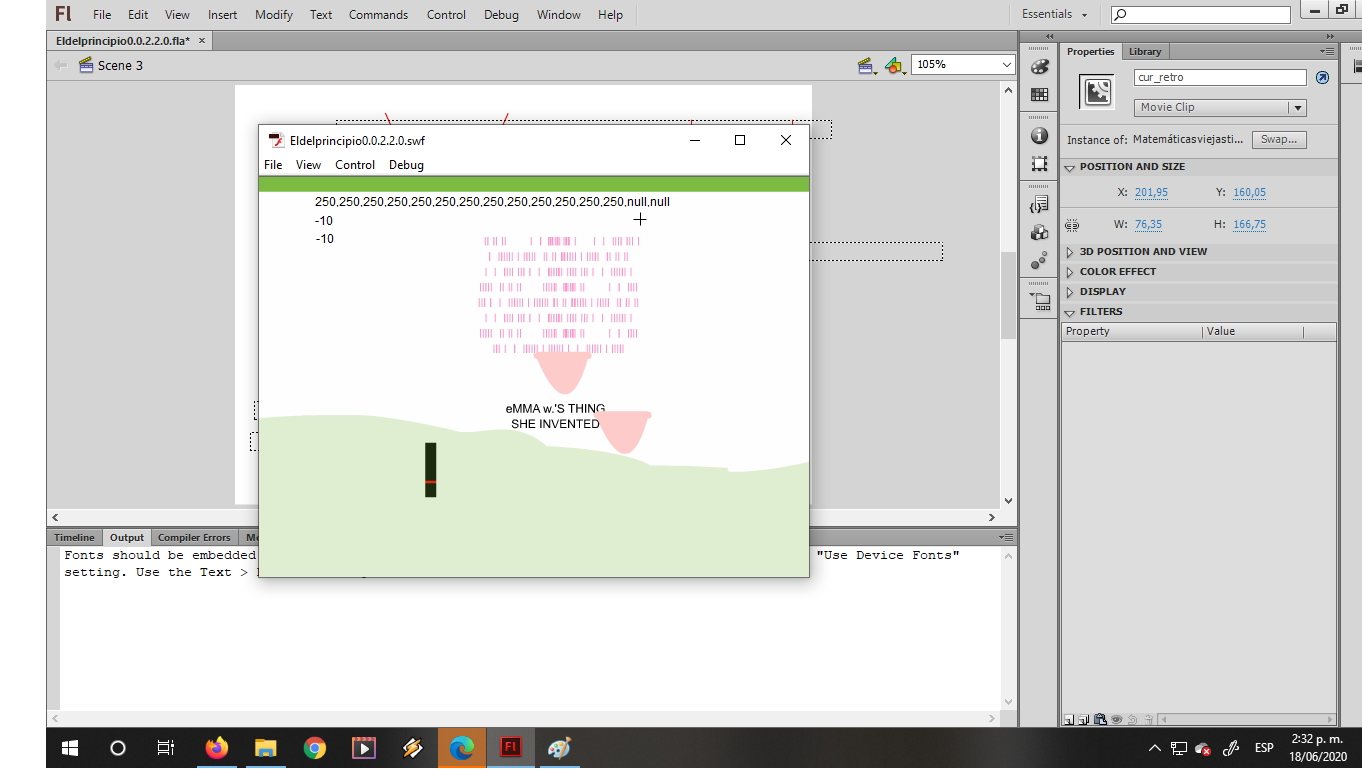 Fl File Edit View Insert Modify Text Commands Control Debug Window Help
Essentials
Eldelprincipio0.0.2.2.0.fla* ×
Scene 3
105%
Eldelprincipio0.0.2.2.0.swf
File View Control Debug
250,250,250,250,250,250,250,250,250,250,250,250,250,null,null
-10
-10
eMMA w.'S THING
SHE INVENTED
Properties Library
cur_retro
Movie Clip
Instance of: Matemáticasviejasti... Swap...
POSITION AND SIZE
X: 201,95 Y: 160,05
W: 76,35 H: 166,75
3D POSITION AND VIEW
COLOR EFFECT
DISPLAY
FILTERS
Property Value
Timeline Output Compiler Errors
Fonts should be embedded "Use Device Fonts"
setting. Use the Text >
Fl
ESP
2:32 p. m.
18/06/2020